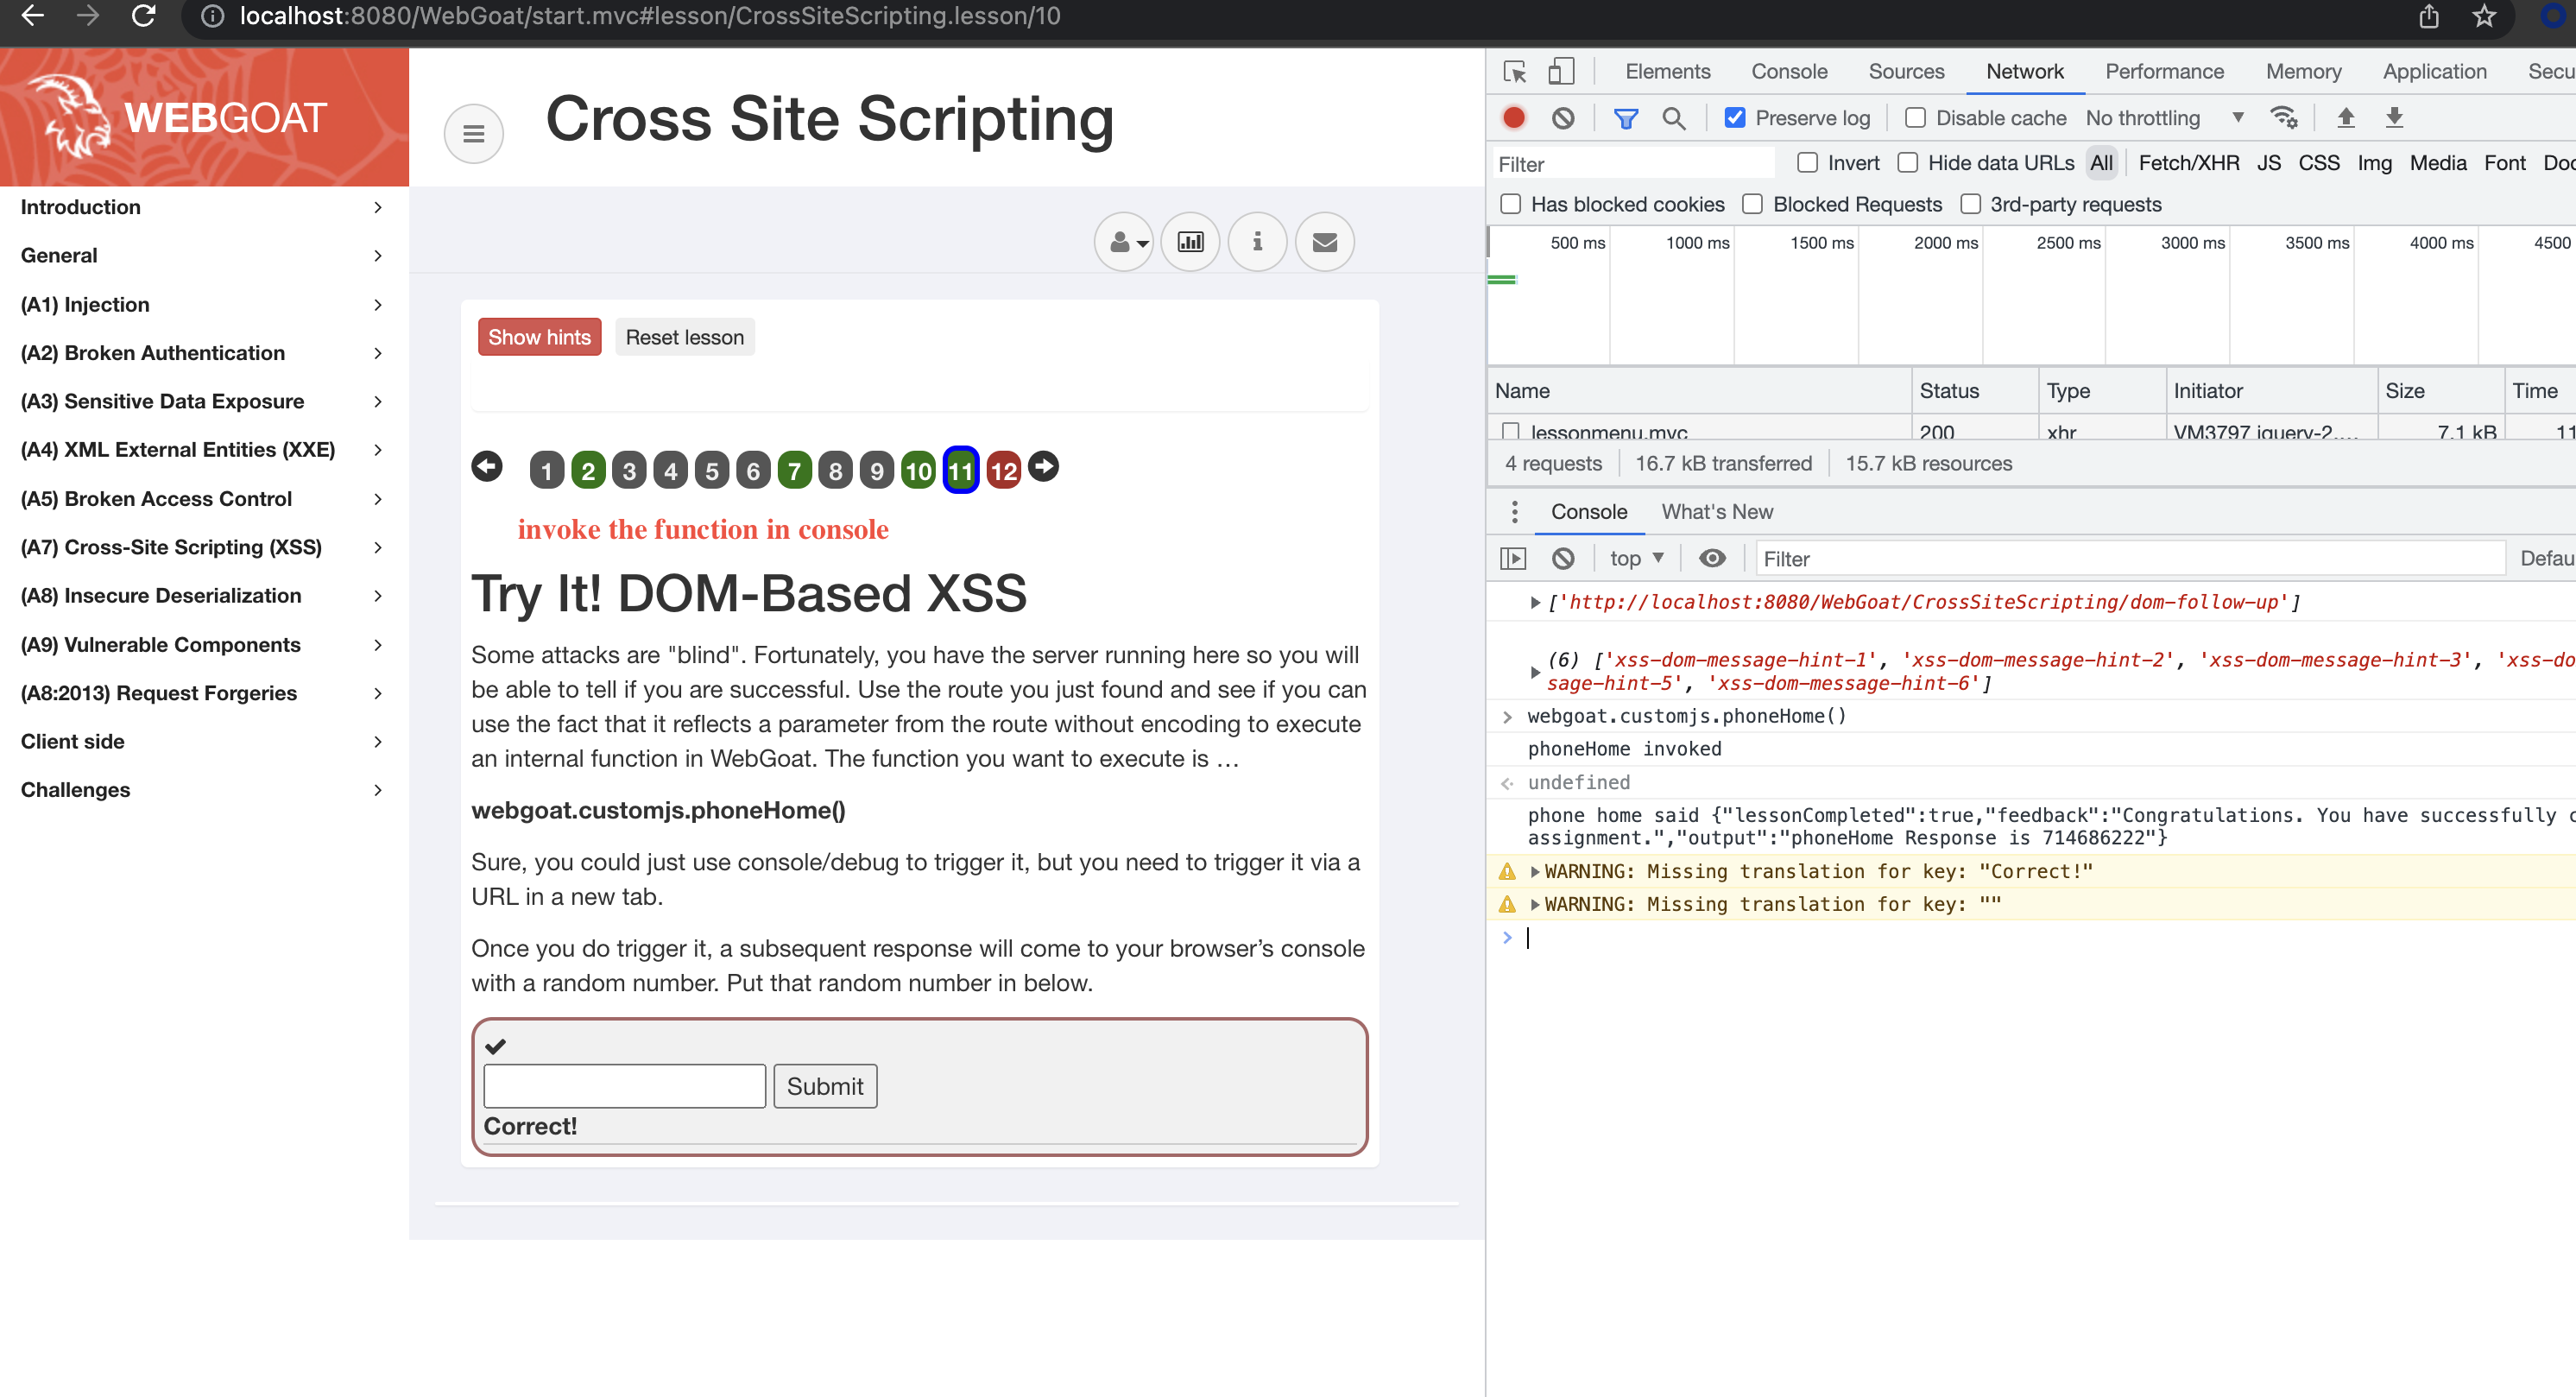 localhost:8080/WebGoat/start.mvc#lesson/CrossSiteScripting.lesson/10
WEBGOAT
Introduction
General
(A1) Injection
(A2) Broken Authentication
(A3) Sensitive Data Exposure
(A4) XML External Entities (XXE)
(A5) Broken Access Control
(A7) Cross-Site Scripting (XSS)
(A8) Insecure Deserialization
(A9) Vulnerable Components
(A8:2013) Request Forgeries
Client side
Challenges
Cross Site Scripting
Show hints Reset lesson
1 2 3 4 5 6 7 8 9 10 11 12
invoke the function in console
Try It! DOM-Based XSS
Some attacks are "blind". Fortunately, you have the server running here so you will
be able to tell if you are successful. Use the route you just found and see if you can
use the fact that it reflects a parameter from the route without encoding to execute
an internal function in WebGoat. The function you want to execute is …
webgoat.customjs.phoneHome()
Sure, you could just use console/debug to trigger it, but you need to trigger it via a
URL in a new tab.
Once you do trigger it, a subsequent response will come to your browser’s console
with a random number. Put that random number in below.
Submit
Correct!
Elements Console Sources Network Performance Memory Application Secu
Preserve log Disable cache No throttling
Filter Invert Hide data URLs All Fetch/XHR JS CSS Img Media Font Doc
Has blocked cookies Blocked Requests 3rd-party requests
500 ms 1000 ms 1500 ms 2000 ms 2500 ms 3000 ms 3500 ms 4000 ms 4500
Name Status Type Initiator Size Time
lessonmenu.mvc 200 xhr VM3797 jquery-2.... 7.1 kB 11
4 requests 16.7 kB transferred 15.7 kB resources
Console What's New
top Filter Defau
['http://localhost:8080/WebGoat/CrossSiteScripting/dom-follow-up']
(6) ['xss-dom-message-hint-1', 'xss-dom-message-hint-2', 'xss-dom-message-hint-3', 'xss-do
sage-hint-5', 'xss-dom-message-hint-6']
webgoat.customjs.phoneHome()
phoneHome invoked
undefined
phone home said {"lessonCompleted":true,"feedback":"Congratulations. You have successfully c
assignment.","output":"phoneHome Response is 714686222"}
WARNING: Missing translation for key: "Correct!"
WARNING: Missing translation for key: ""